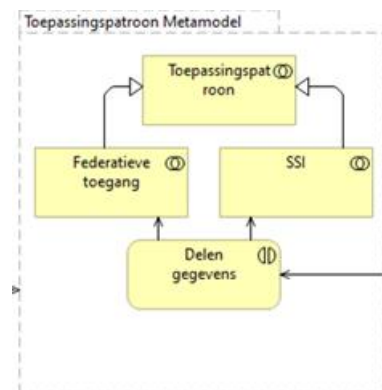 Toepassingspatroon Metamodel
Toepassingspat
roon
Federatieve
toegang
SSI
Delen
gegevens